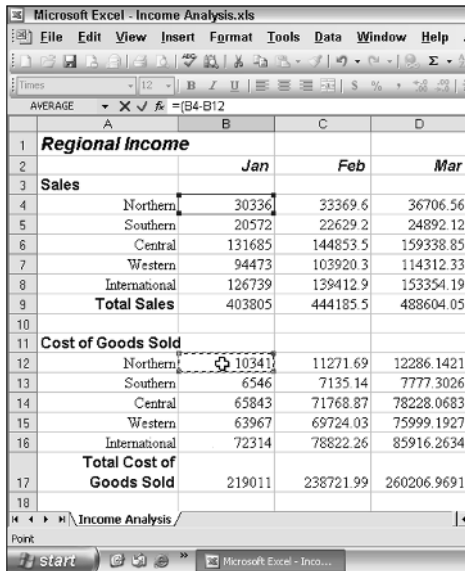 Microsoft Excel - Income Analysis.xls
File Edit View Insert Format Tools Data Window Help
Times 12 B I U $ % ,
AVERAGE fx =(B4-B12
A B C D
1 Regional Income
2 Jan Feb Mar
3 Sales
4 Northern 30336 33369.6 36706.56
5 Southern 20572 22629.2 24892.12
6 Central 131685 144853.5 159338.85
7 Western 94473 103920.3 114312.33
8 International 126739 139412.9 153354.19
9 Total Sales 403805 444185.5 488604.05
10
11 Cost of Goods Sold
12 Northern 10341 11271.69 12286.1421
13 Southern 6546 7135.14 7777.3026
14 Central 65843 71768.87 78228.0683
15 Western 63967 69724.03 75999.1927
16 International 72314 78822.26 85916.2634
Total Cost of
17 Goods Sold 219011 238721.99 260206.9691
18
Income Analysis
Point
start Microsoft Excel - Inco...